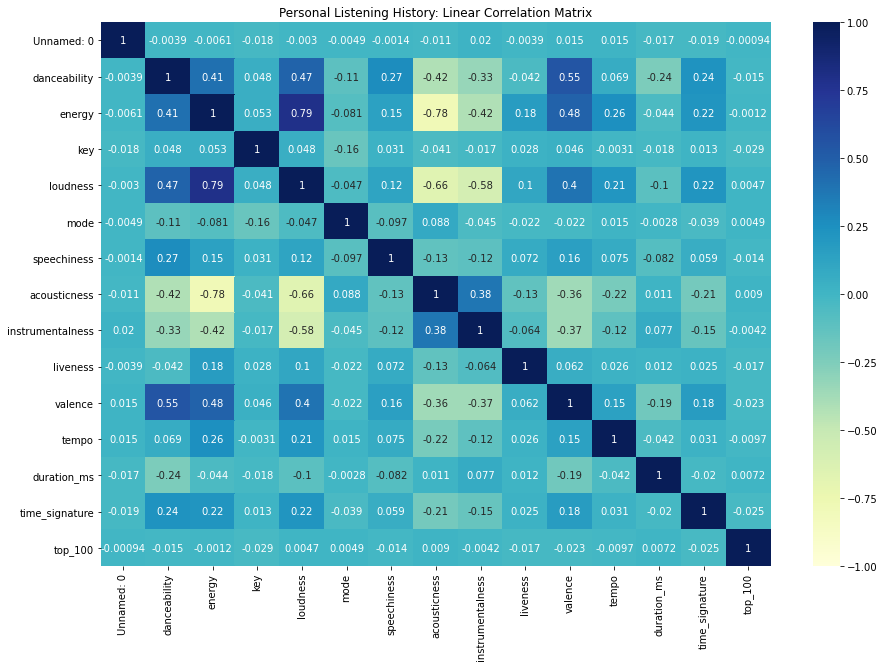 Personal Listening History: Linear Correlation Matrix
Unnamed: 0 1 -0.0039 -0.0061 -0.018 -0.003 -0.0049 -0.0014 -0.011 0.02 -0.0039 0.015 0.015 -0.017 -0.019 -0.00094
danceability -0.0039 1 0.41 0.048 0.47 -0.11 0.27 -0.42 -0.33 -0.042 0.55 0.069 -0.24 0.24 -0.015
energy -0.0061 0.41 1 0.053 0.79 -0.081 0.15 -0.78 -0.42 0.18 0.48 0.26 -0.044 0.22 -0.0012
key -0.018 0.048 0.053 1 0.048 -0.16 0.031 -0.041 -0.017 0.028 0.046 -0.0031 -0.018 0.013 -0.029
loudness -0.003 0.47 0.79 0.048 1 -0.047 0.12 -0.66 -0.58 0.1 0.4 0.21 -0.1 0.22 0.0047
mode -0.0049 -0.11 -0.081 -0.16 -0.047 1 -0.097 0.088 -0.045 -0.022 -0.022 0.015 -0.0028 -0.039 0.0049
speechiness -0.0014 0.27 0.15 0.031 0.12 -0.097 1 -0.13 -0.12 0.072 0.16 0.075 -0.082 0.059 -0.014
acousticness -0.011 -0.42 -0.78 -0.041 -0.66 0.088 -0.13 1 0.38 -0.13 -0.36 -0.22 0.011 -0.21 0.009
instrumentalness 0.02 -0.33 -0.42 -0.017 -0.58 -0.045 -0.12 0.38 1 -0.064 -0.37 -0.12 0.077 -0.15 -0.0042
liveness -0.0039 -0.042 0.18 0.028 0.1 -0.022 0.072 -0.13 -0.064 1 0.062 0.026 0.012 0.025 -0.017
valence 0.015 0.55 0.48 0.046 0.4 -0.022 0.16 -0.36 -0.37 0.062 1 0.15 -0.19 0.18 -0.023
tempo 0.015 0.069 0.26 -0.0031 0.21 0.015 0.075 -0.22 -0.12 0.026 0.15 1 -0.042 0.031 -0.0097
duration_ms -0.017 -0.24 -0.044 -0.018 -0.1 -0.0028 -0.082 0.011 0.077 0.012 -0.19 -0.042 1 -0.02 0.0072
time_signature -0.019 0.24 0.22 0.013 0.22 -0.039 0.059 -0.21 -0.15 0.025 0.18 0.031 -0.02 1 -0.025
top_100 -0.00094 -0.015 -0.0012 -0.029 0.0047 0.0049 -0.014 0.009 -0.0042 -0.017 -0.023 -0.0097 0.0072 -0.025 1
Unnamed: 0 danceability energy key loudness mode speechiness acousticness instrumentalness liveness valence tempo duration_ms time_signature top_100
1.00
0.75
0.50
0.25
0.00
-0.25
-0.50
-0.75
-1.00